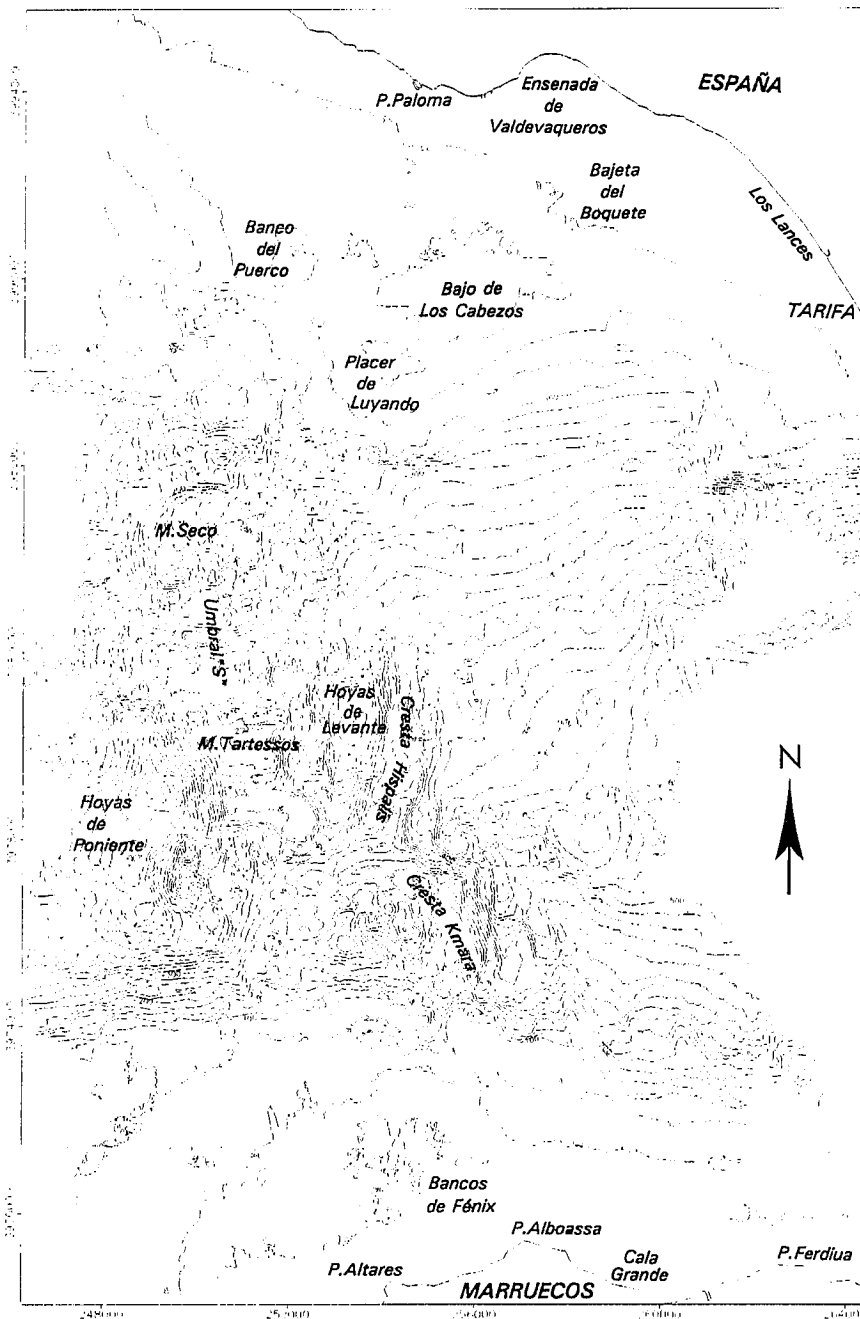 ESPAÑA
P.Paloma
Ensenada
de
Valdevaqueros
Bajeta
del
Boquete
Los Lances
Banco
del
Puerco
Bajo de
Los Cabezos
TARIFA
Placer
de
Luyando
M.Seco
Umbral "S"
Hoyas
de
Levante
Cresta Hispalis
M.Tartessos
N
Hoyas
de
Poniente
Cresta Kmara
Bancos
de Fénix
P.Alboassa
P.Altares
Cala
Grande
P.Ferdiua
MARRUECOS